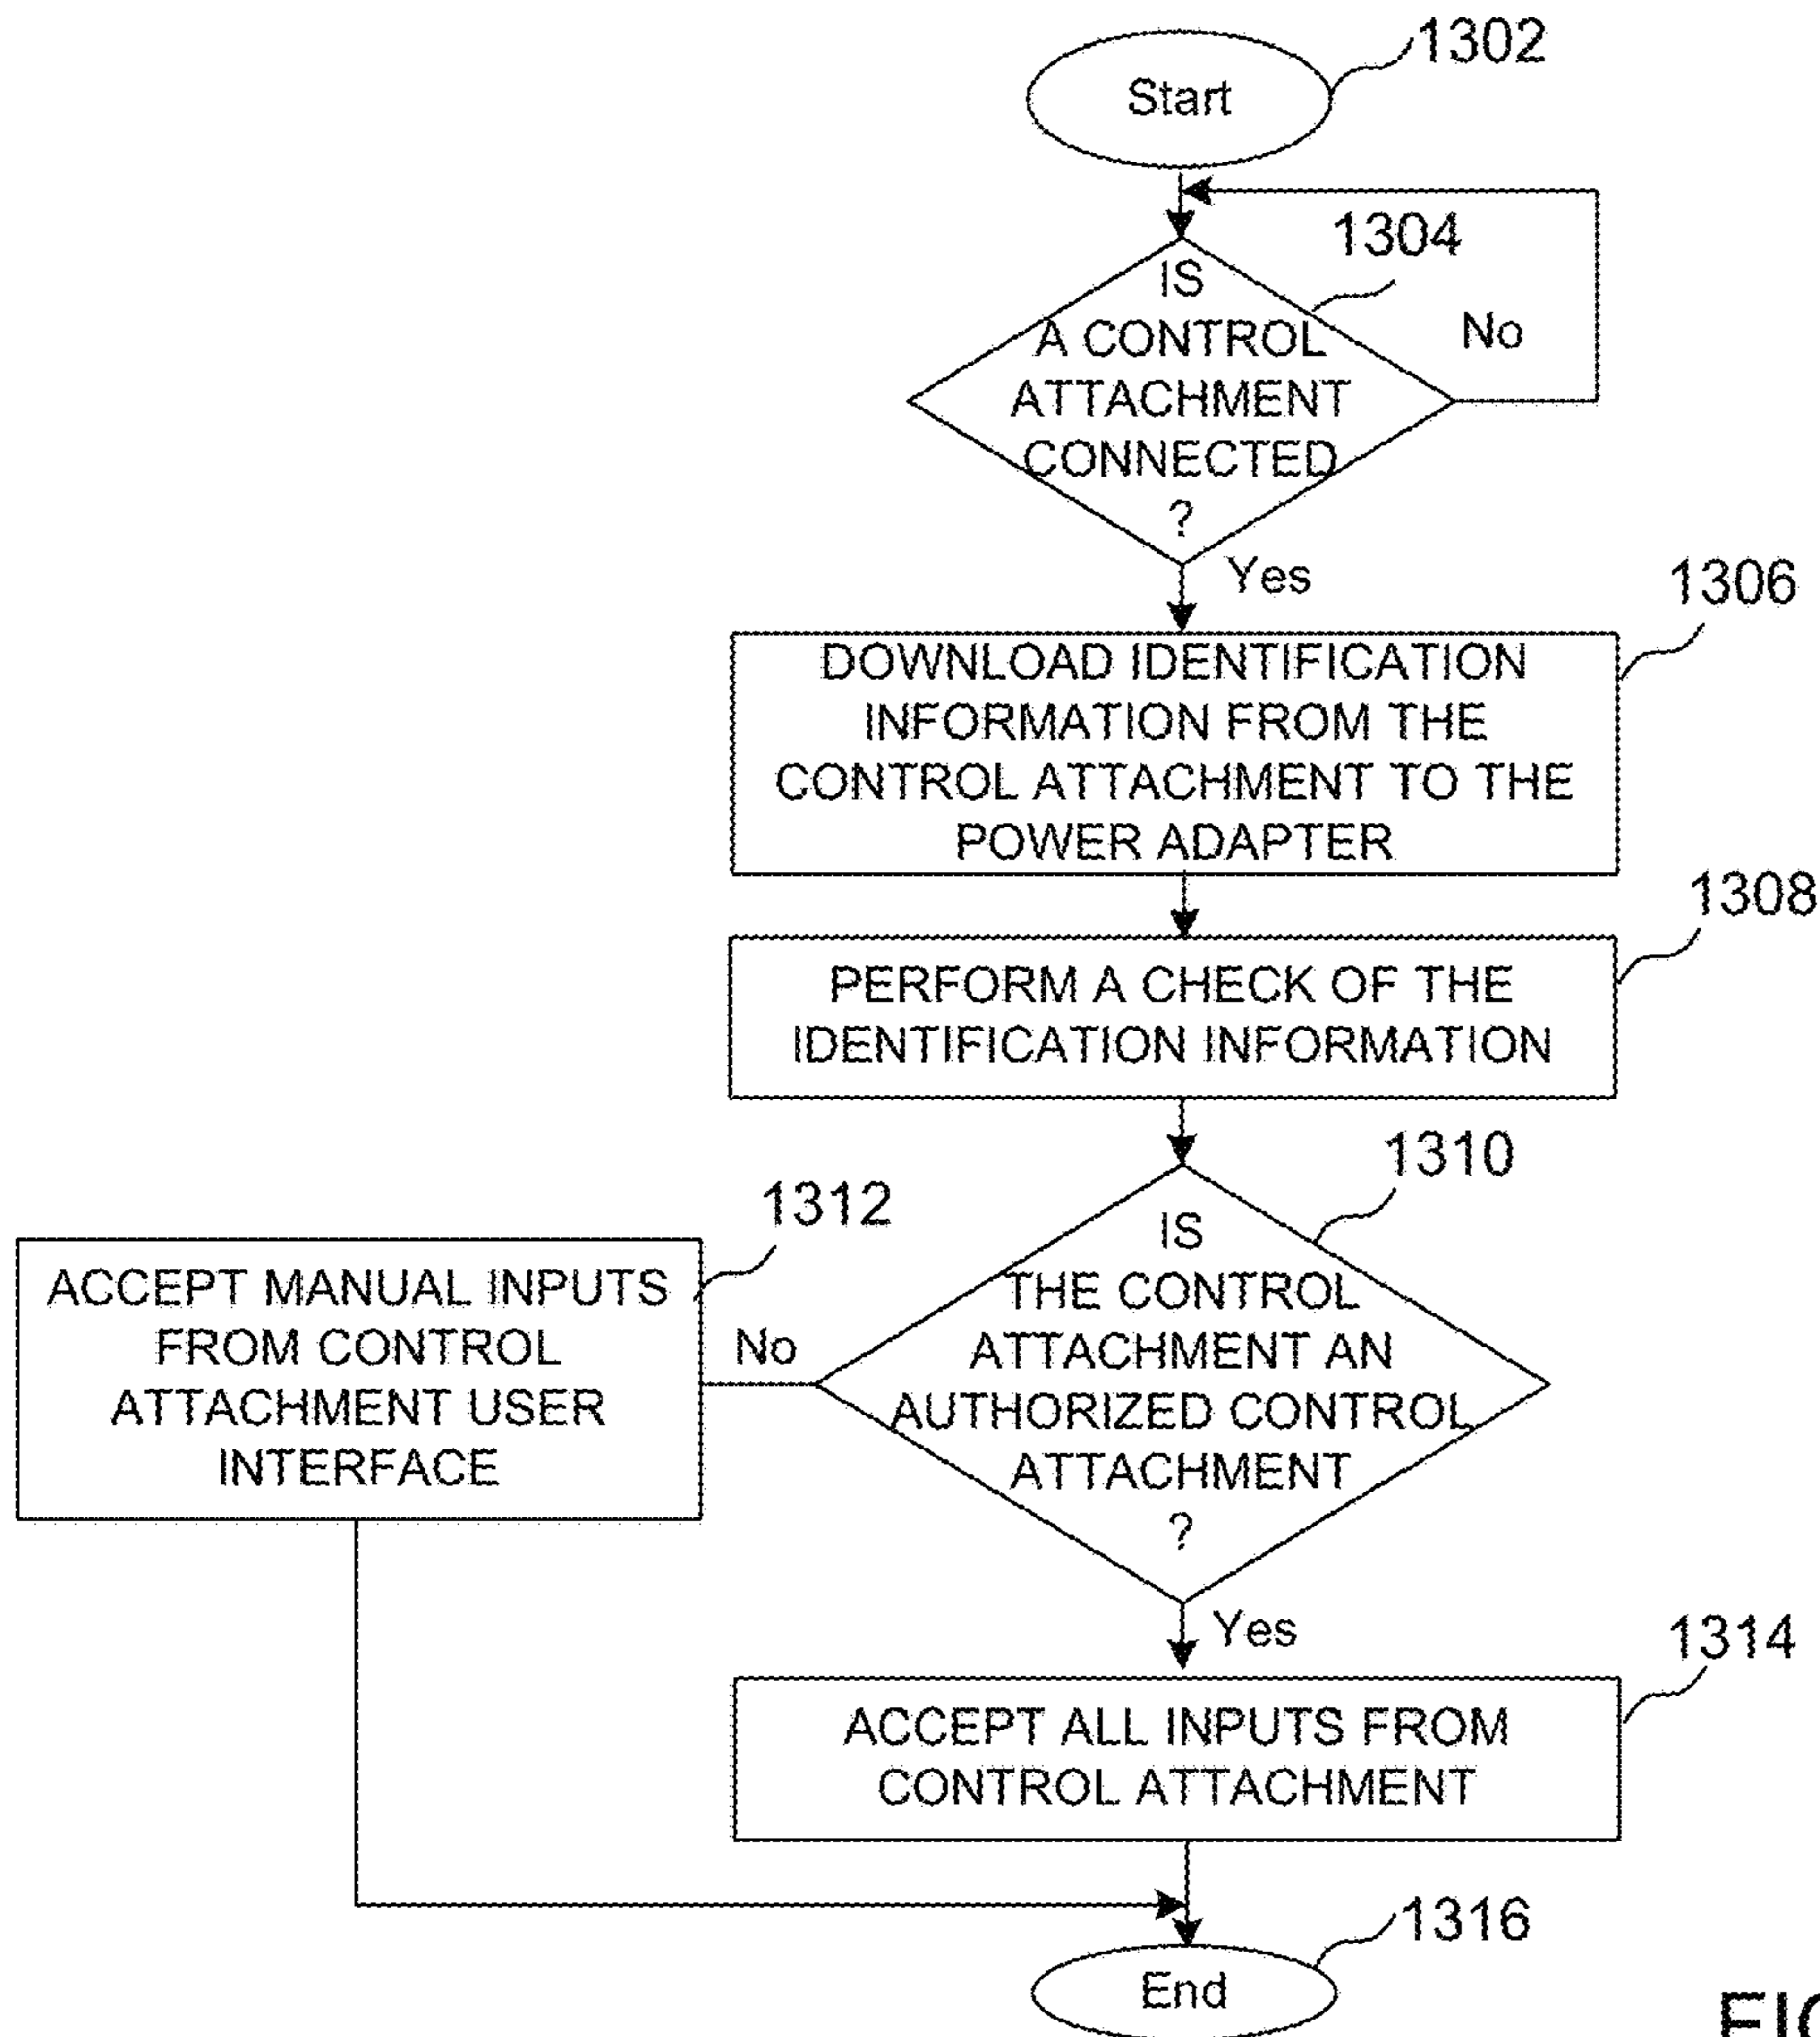 1302
Start
1304
IS
A CONTROL
ATTACHMENT
CONNECTED
?
No
Yes
1306
DOWNLOAD IDENTIFICATION
INFORMATION FROM THE
CONTROL ATTACHMENT TO THE
POWER ADAPTER
1308
PERFORM A CHECK OF THE
IDENTIFICATION INFORMATION
1310
IS
THE CONTROL
ATTACHMENT AN
AUTHORIZED CONTROL
ATTACHMENT
?
No
1312
ACCEPT MANUAL INPUTS
FROM CONTROL
ATTACHMENT USER
INTERFACE
Yes
1314
ACCEPT ALL INPUTS FROM
CONTROL ATTACHMENT
1316
End